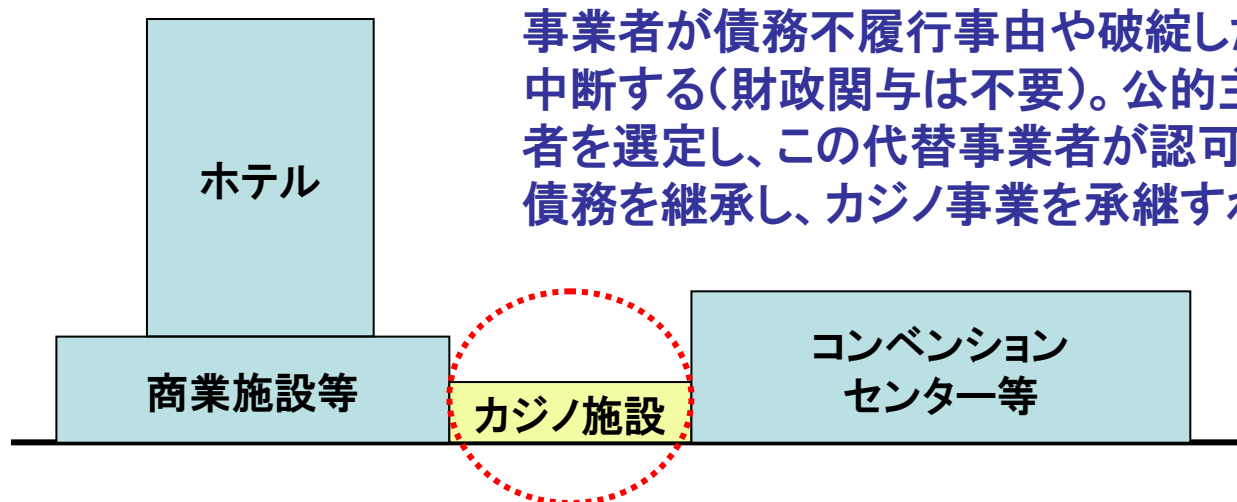 事業者が債務不履行事由や破綻し
中断する(財政関与は不要)。公的主
者を選定し、この代替事業者が認可
債務を継承し、カジノ事業を承継す
ホテル
商業施設等
カジノ施設
コンベンション
センター等